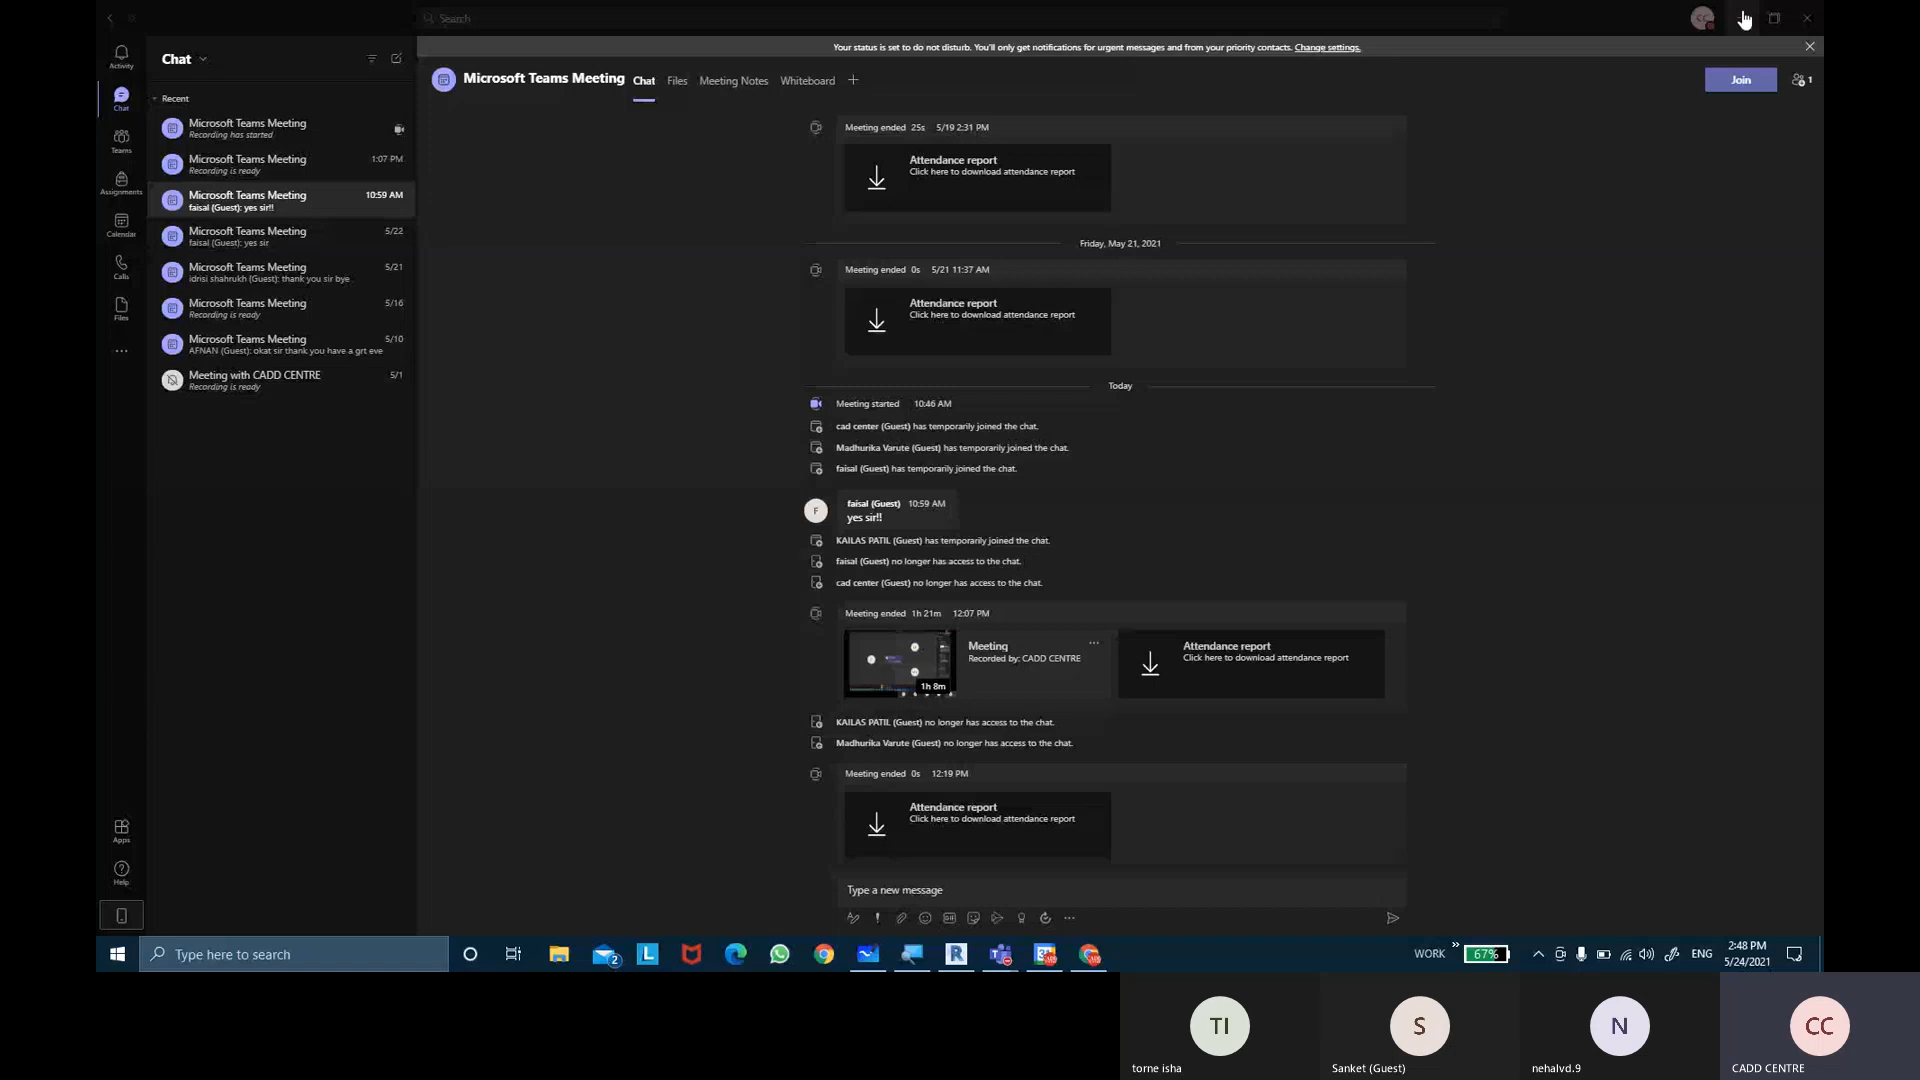 Search
CC
Your status is set to do not disturb. You'll only get notifications for urgent messages and from your priority contacts. Change settings.
Activity
Chat
Teams
Assignments
Calendar
Calls
Files
Apps
Help
Chat
Recent
Microsoft Teams Meeting
Recording has started
Microsoft Teams Meeting 1:07 PM
Recording is ready
Microsoft Teams Meeting 10:59 AM
faisal (Guest): yes sir!!
Microsoft Teams Meeting 5/22
faisal (Guest): yes sir
Microsoft Teams Meeting 5/21
idrisi shahrukh (Guest): thank you sir bye
Microsoft Teams Meeting 5/16
Recording is ready
Microsoft Teams Meeting 5/10
AFNAN (Guest): okat sir thank you have a grt eve
Meeting with CADD CENTRE 5/1
Recording is ready
Microsoft Teams Meeting Chat Files Meeting Notes Whiteboard
Join 1
Meeting ended 25s 5/19 2:31 PM
Attendance report
Click here to download attendance report
Friday, May 21, 2021
Meeting ended 0s 5/21 11:37 AM
Attendance report
Click here to download attendance report
Today
Meeting started 10:46 AM
cad center (Guest) has temporarily joined the chat.
Madhurika Varute (Guest) has temporarily joined the chat.
faisal (Guest) has temporarily joined the chat.
F
faisal (Guest) 10:59 AM
yes sir!!
KAILAS PATIL (Guest) has temporarily joined the chat.
faisal (Guest) no longer has access to the chat.
cad center (Guest) no longer has access to the chat.
Meeting ended 1h 21m 12:07 PM
1h 8m
Meeting
Recorded by: CADD CENTRE
Attendance report
Click here to download attendance report
KAILAS PATIL (Guest) no longer has access to the chat.
Madhurika Varute (Guest) no longer has access to the chat.
Meeting ended 0s 12:19 PM
Attendance report
Click here to download attendance report
Type a new message
GIF
Type here to search
2
L
R
31
WORK
67%
ENG
2:48 PM
5/24/2021
TI
torne isha
S
Sanket (Guest)
N
nehalvd.9
CC
CADD CENTRE